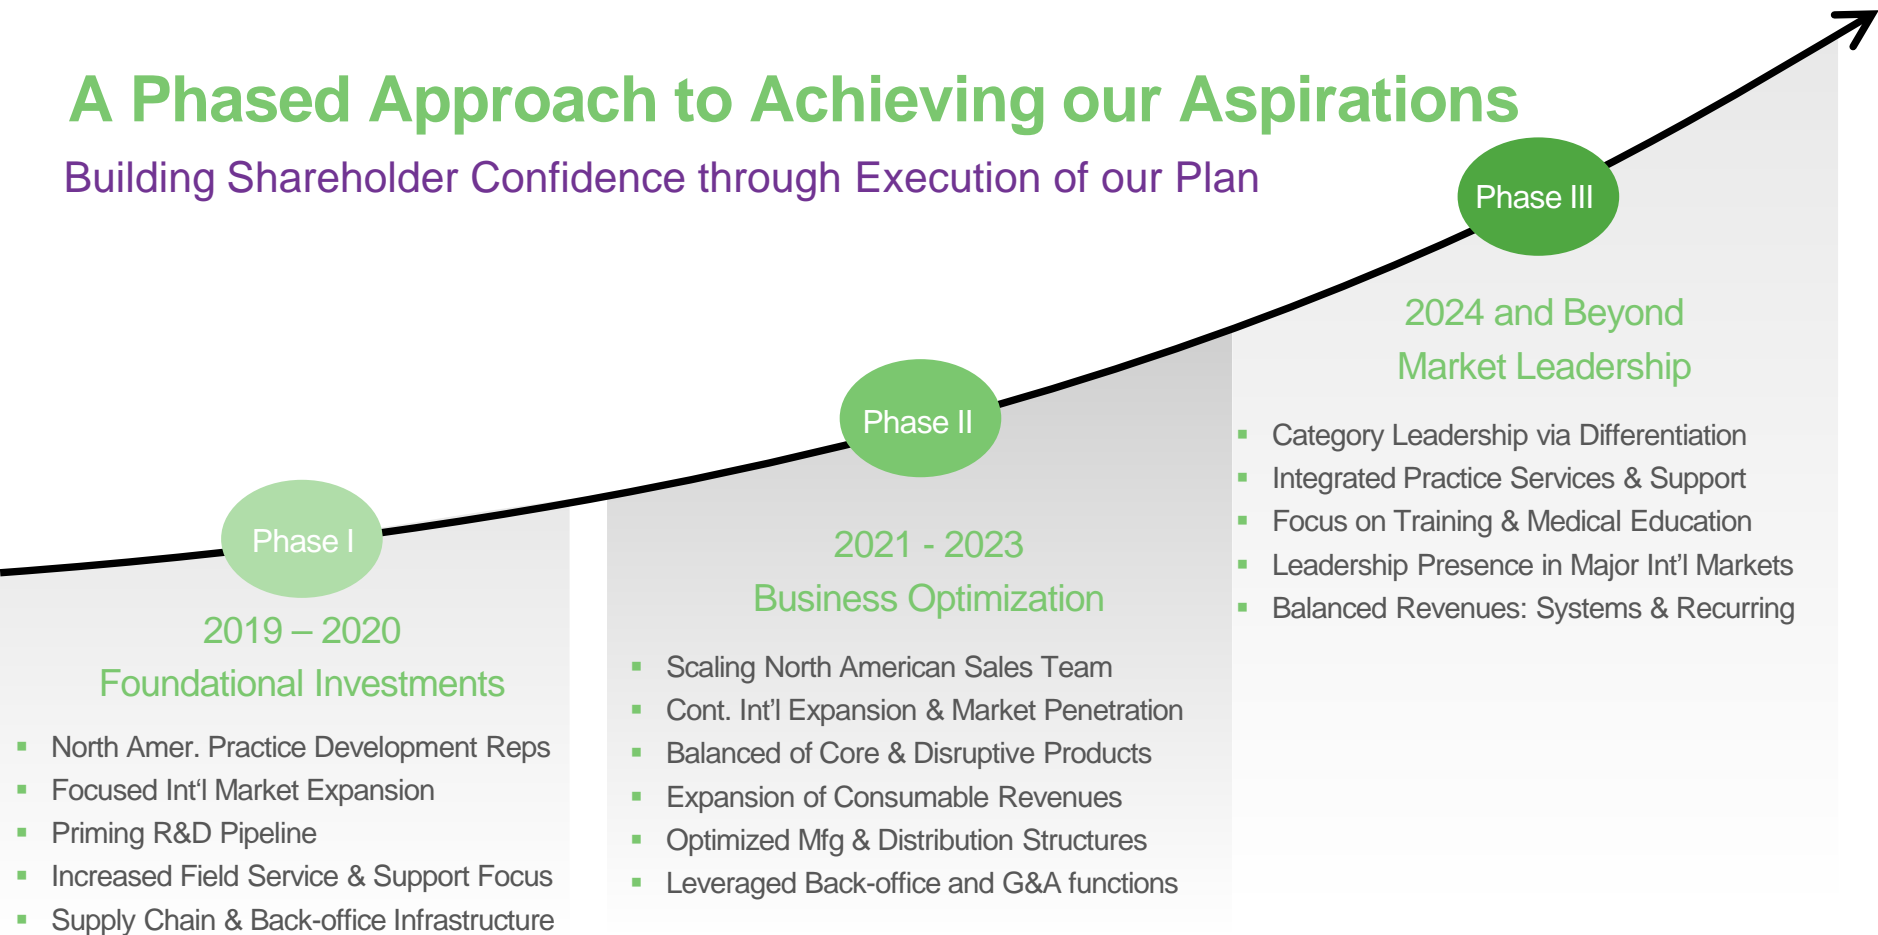 A Phased Approach to Achieving our Aspirations
Building Shareholder Confidence through Execution of our Plan
Phase I
2019 – 2020
Foundational Investments
▪ North Amer. Practice Development Reps
▪ Focused Int‘l Market Expansion
▪ Priming R&D Pipeline
▪ Increased Field Service & Support Focus
▪ Supply Chain & Back-office Infrastructure
Phase II
2021 - 2023
Business Optimization
▪ Scaling North American Sales Team
▪ Cont. Int’l Expansion & Market Penetration
▪ Balanced of Core & Disruptive Products
▪ Expansion of Consumable Revenues
▪ Optimized Mfg & Distribution Structures
▪ Leveraged Back-office and G&A functions
Phase III
2024 and Beyond
Market Leadership
▪ Category Leadership via Differentiation
▪ Integrated Practice Services & Support
▪ Focus on Training & Medical Education
▪ Leadership Presence in Major Int’l Markets
▪ Balanced Revenues: Systems & Recurring